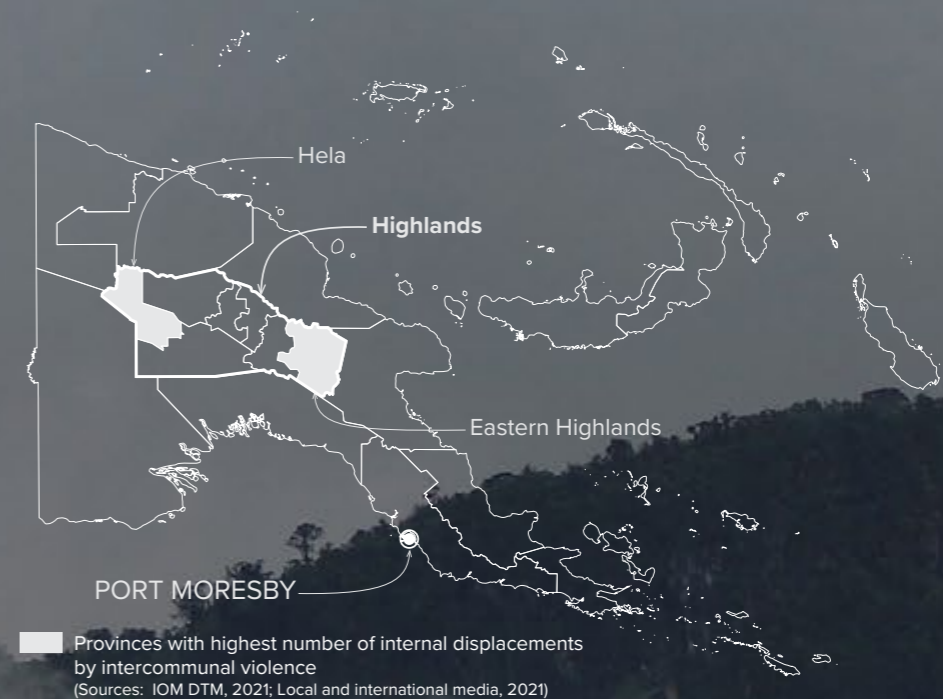 Hela
Highlands
Eastern Highlands
PORT MORESBY
Provinces with highest number of internal displacements
by intercommunal violence
(Sources: IOM DTM, 2021; Local and international media, 2021)